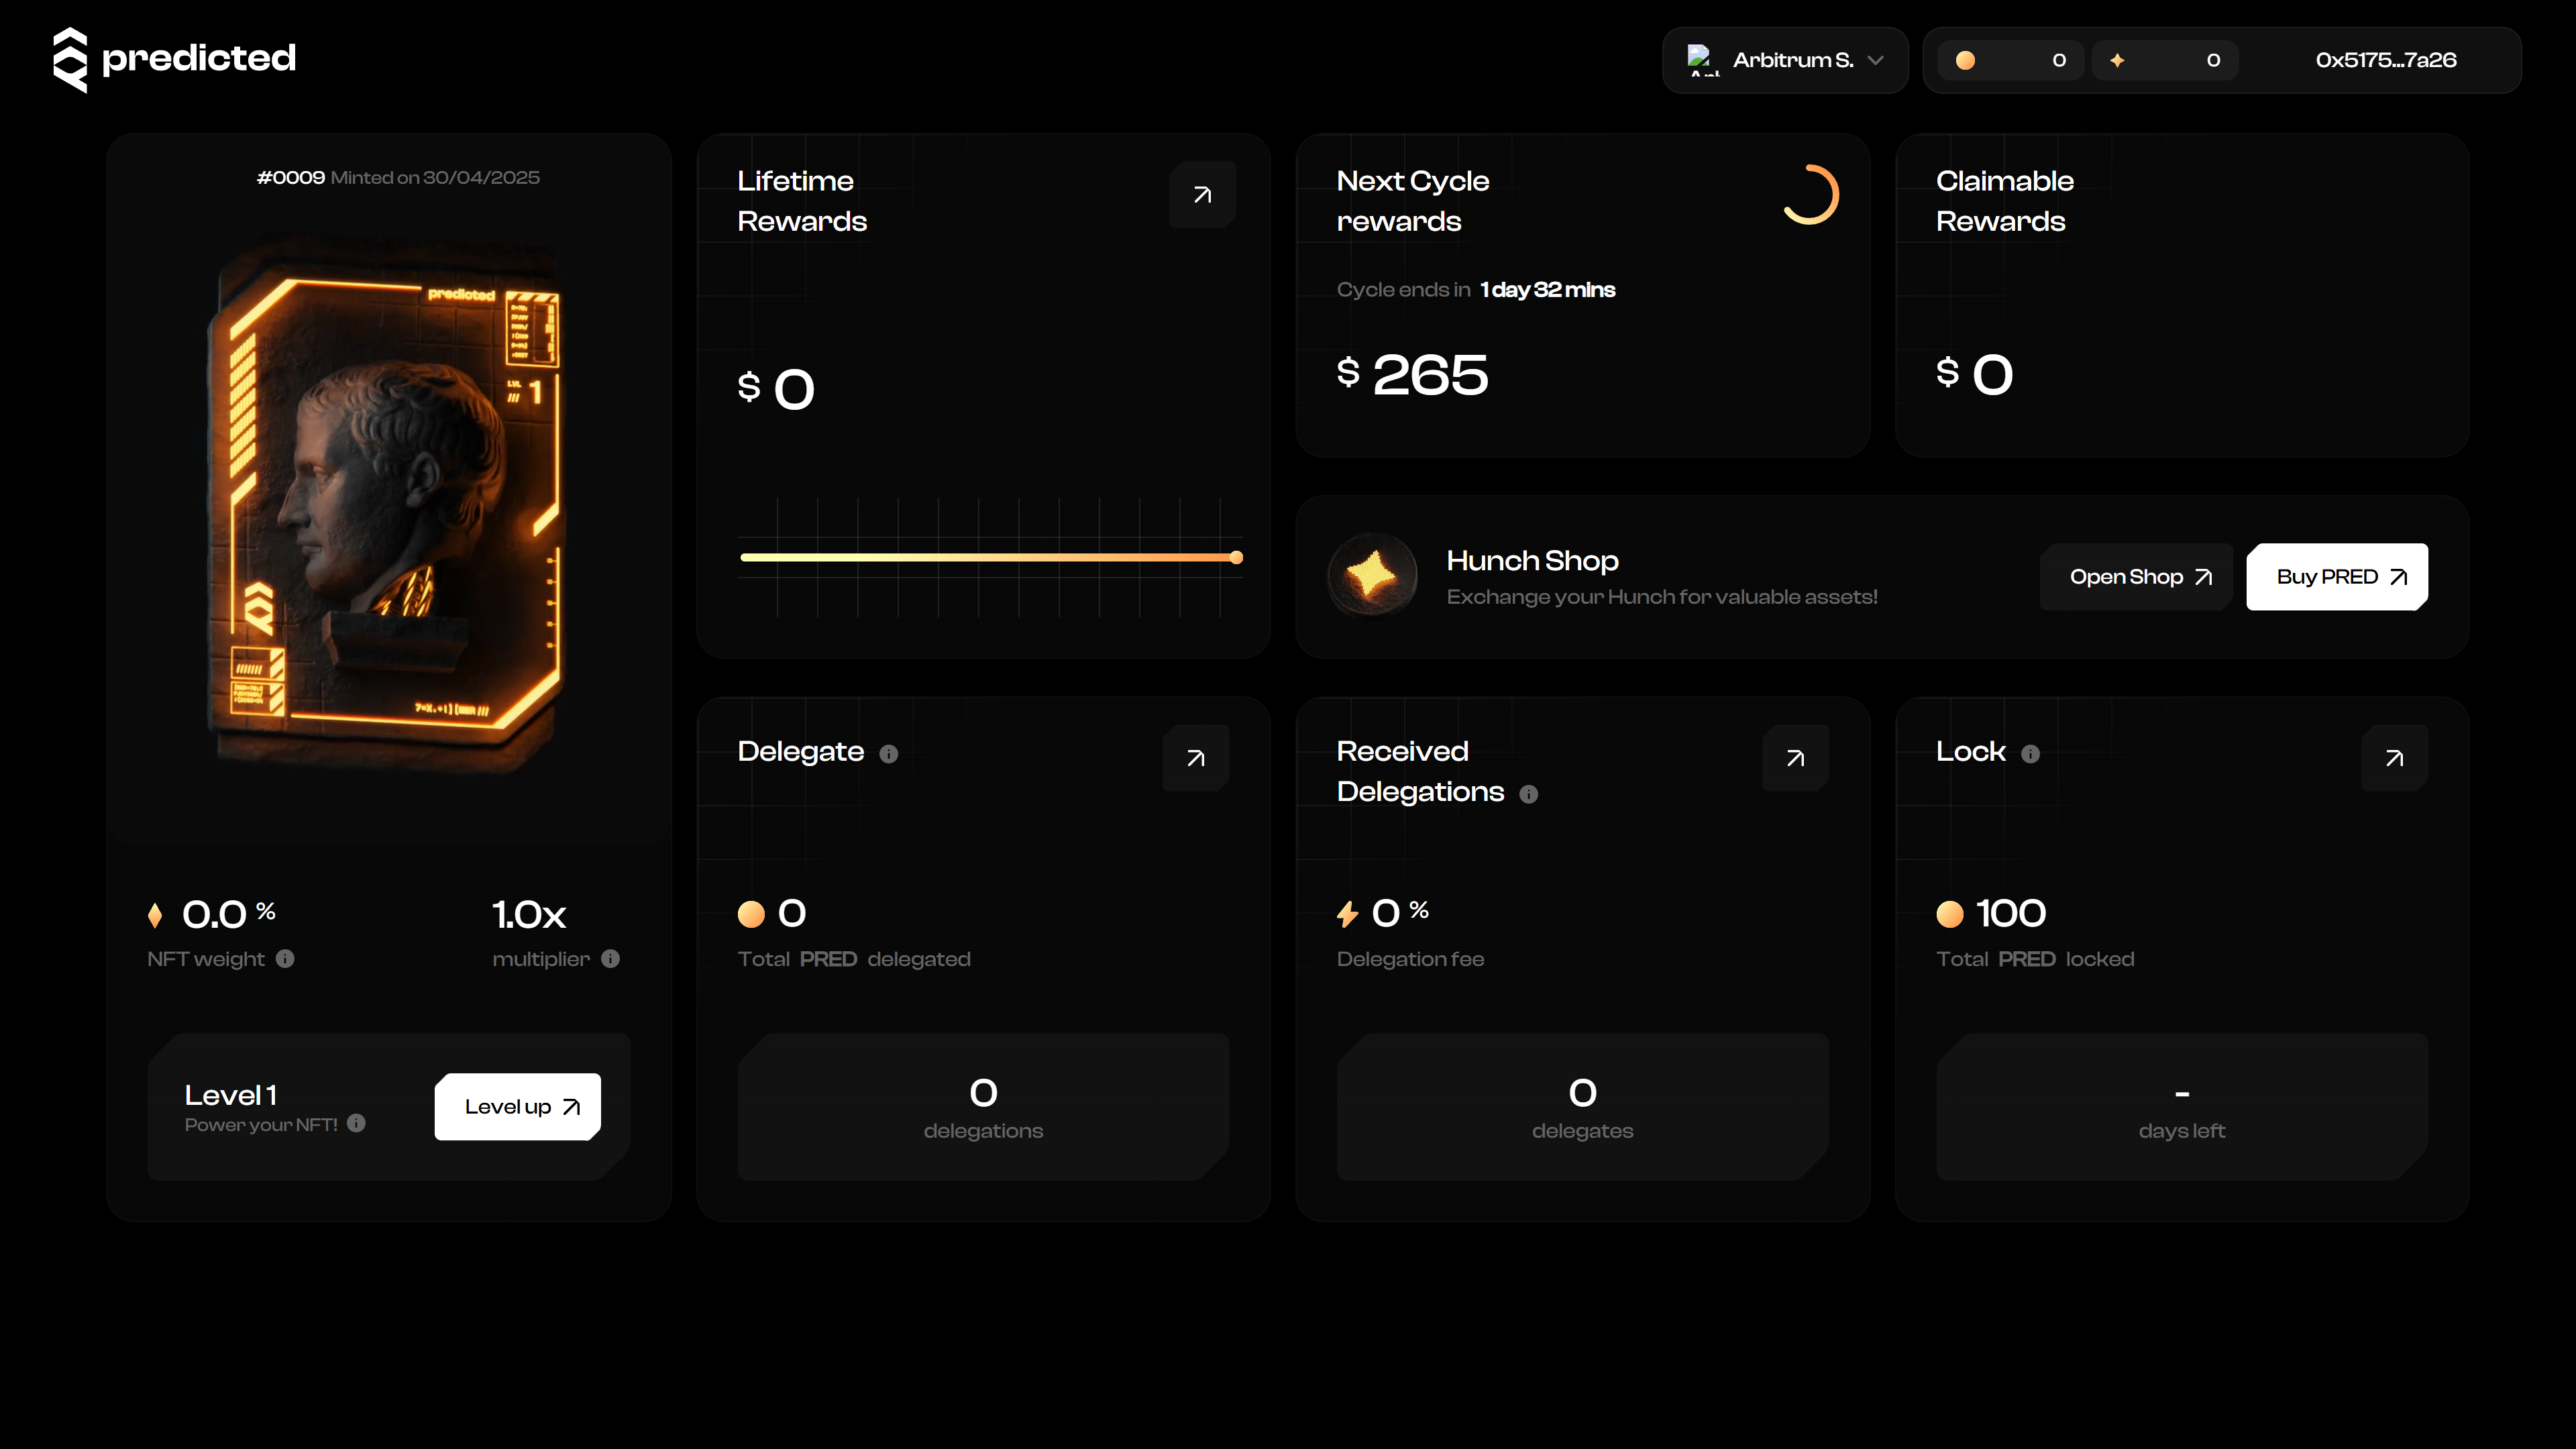 predicted
Arbitrum S.
0
0
0x5175...7a26
#0009 Minted on 30/04/2025
predicted
LVL
/// 1
0.0 %
NFT weight
1.0x
multiplier
Level 1
Power your NFT!
Level up
Lifetime
Rewards
$ 0
Next Cycle
rewards
Cycle ends in 1 day 32 mins
$ 265
Claimable
Rewards
$ 0
Hunch Shop
Exchange your Hunch for valuable assets!
Open Shop
Buy PRED
Delegate
0
Total PRED delegated
0
delegations
Received
Delegations
0 %
Delegation fee
0
delegates
Lock
100
Total PRED locked
-
days left